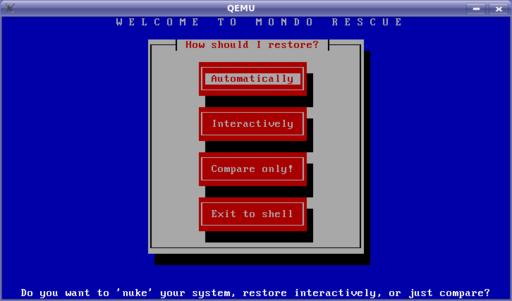 QEMU
WELCOME TO MONDO RESCUE
How should I restore?
Automatically
Interactively
Compare only!
Exit to shell
Do you want to 'nuke' your system, restore interactively, or just compare?